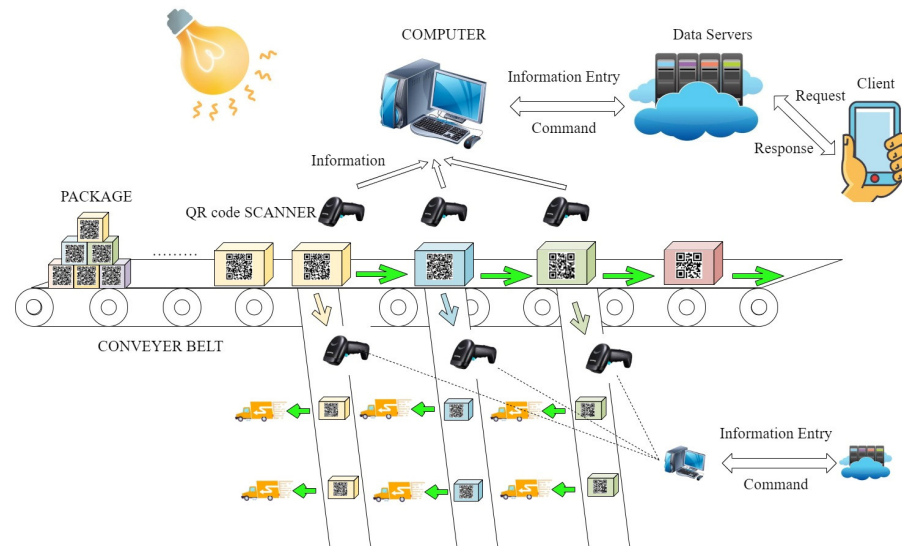 COMPUTER
Data Servers
Client
Information Entry
Command
Request
Response
Information
PACKAGE
QR code SCANNER
.........
CONVEYER BELT
Information Entry
Command